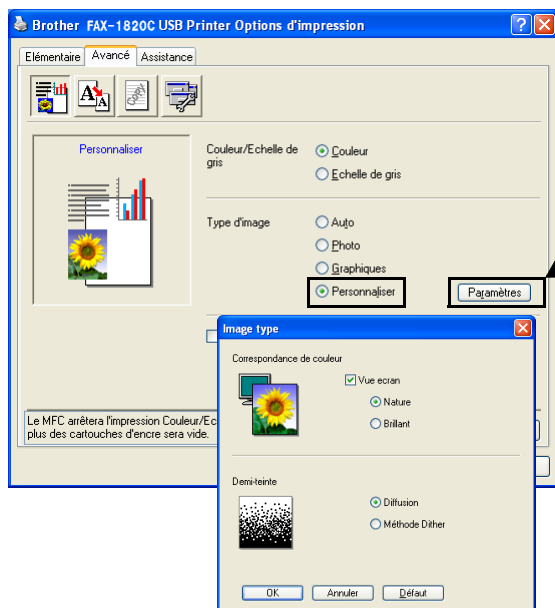 Brother FAX-1820C USB Printer Options d'impression
Elémentaire Avancé Assistance
Personnaliser
Couleur/Echelle de gris
Couleur
Echelle de gris
Type d'image
Auto
Photo
Graphiques
Personnaliser
Paramètres
Le MFC arrêtera l'impression Couleur/Ec
plus des cartouches d'encre sera vide.
Image type
Correspondance de couleur
Vue ecran
Nature
Brillant
Demi-teinte
Diffusion
Méthode Dither
OK Annuler Défaut